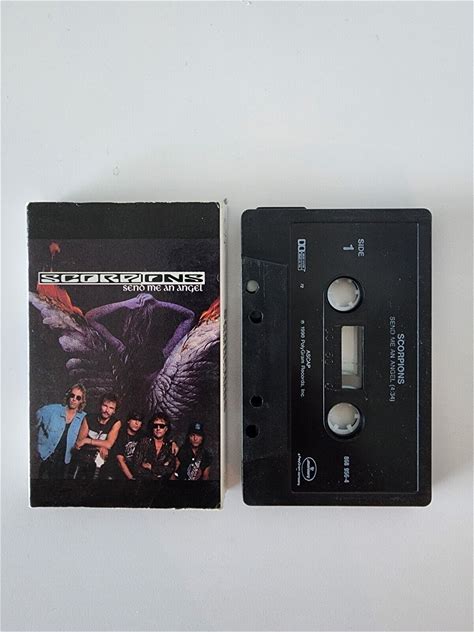 SCORPIONS
send me an angel
SIDE
1
SCORPIONS
SEND ME AN ANGEL (4:34)
ASCAP
℗ 1990 PolyGram Records, Inc.
868 956-4